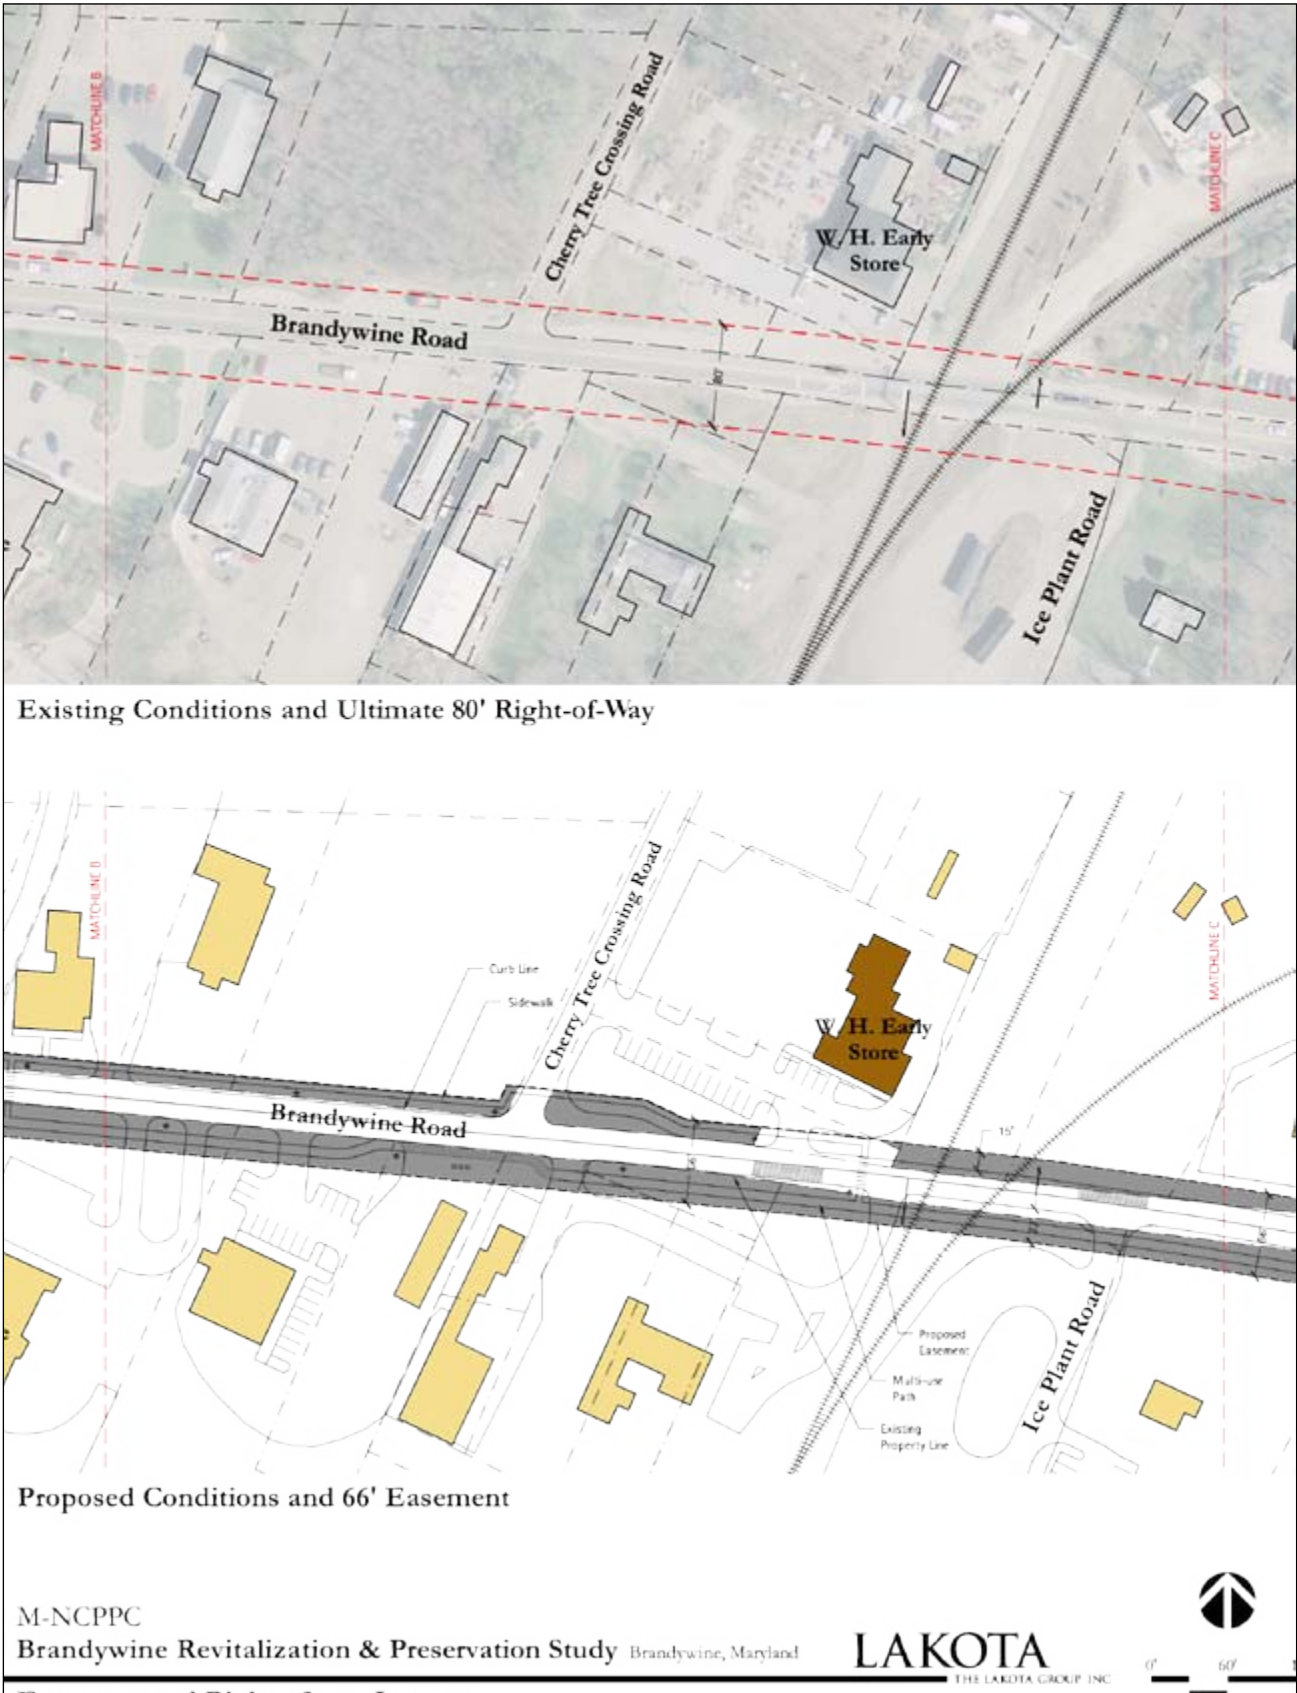 MATCHLINE B
Cherry Tree Crossing Road
MATCHLINE C
W. H. Early
Store
Brandywine Road
80'
Ice Plant Road
Existing Conditions and Ultimate 80' Right-of-Way
MATCHLINE B
Cherry Tree Crossing Road
MATCHLINE C
Curb Line
Sidewalk
W. H. Early
Store
Brandywine Road
15'
Proposed
Easement
Multi-use
Path
Existing
Property Line
Ice Plant Road
Proposed Conditions and 66' Easement
M-NCPPC
Brandywine Revitalization & Preservation Study Brandywine, Maryland
LAKOTA
THE LAKOTA GROUP INC
0' 60'